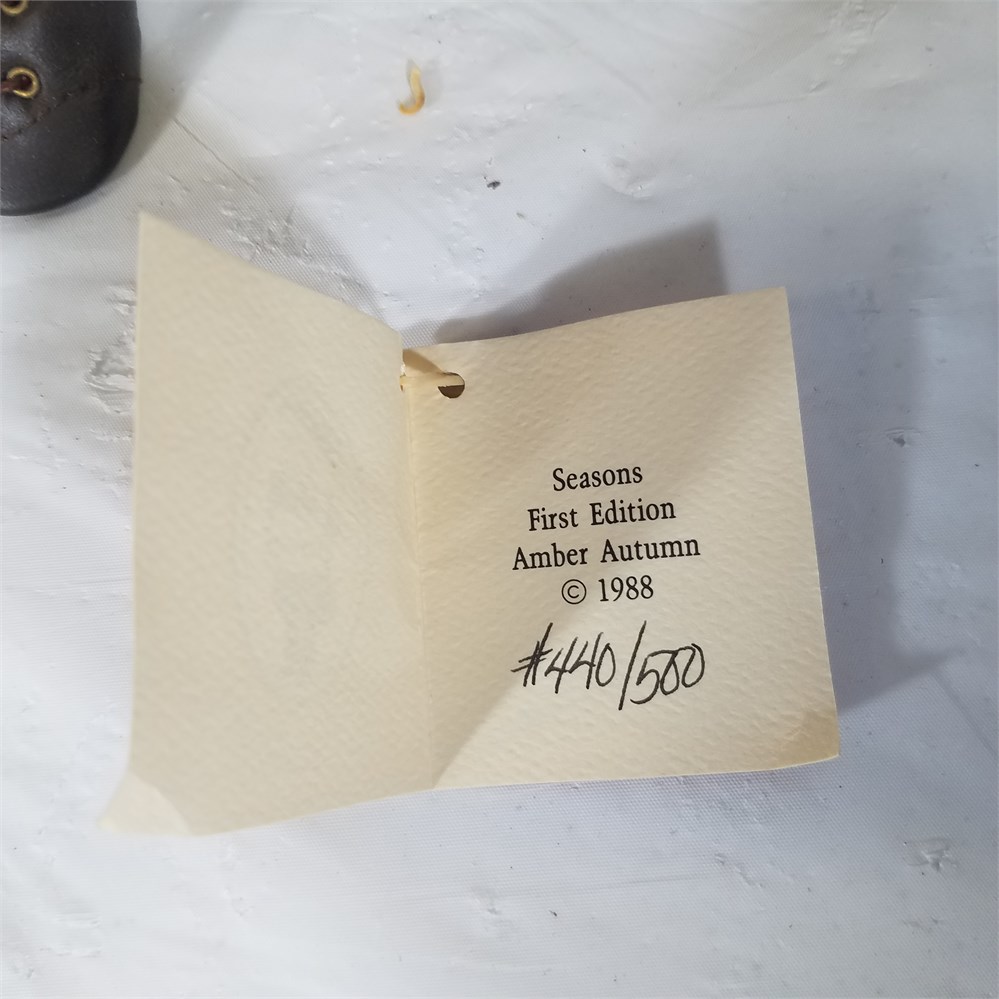 Seasons
First Edition
Amber Autumn
© 1988
#440/500